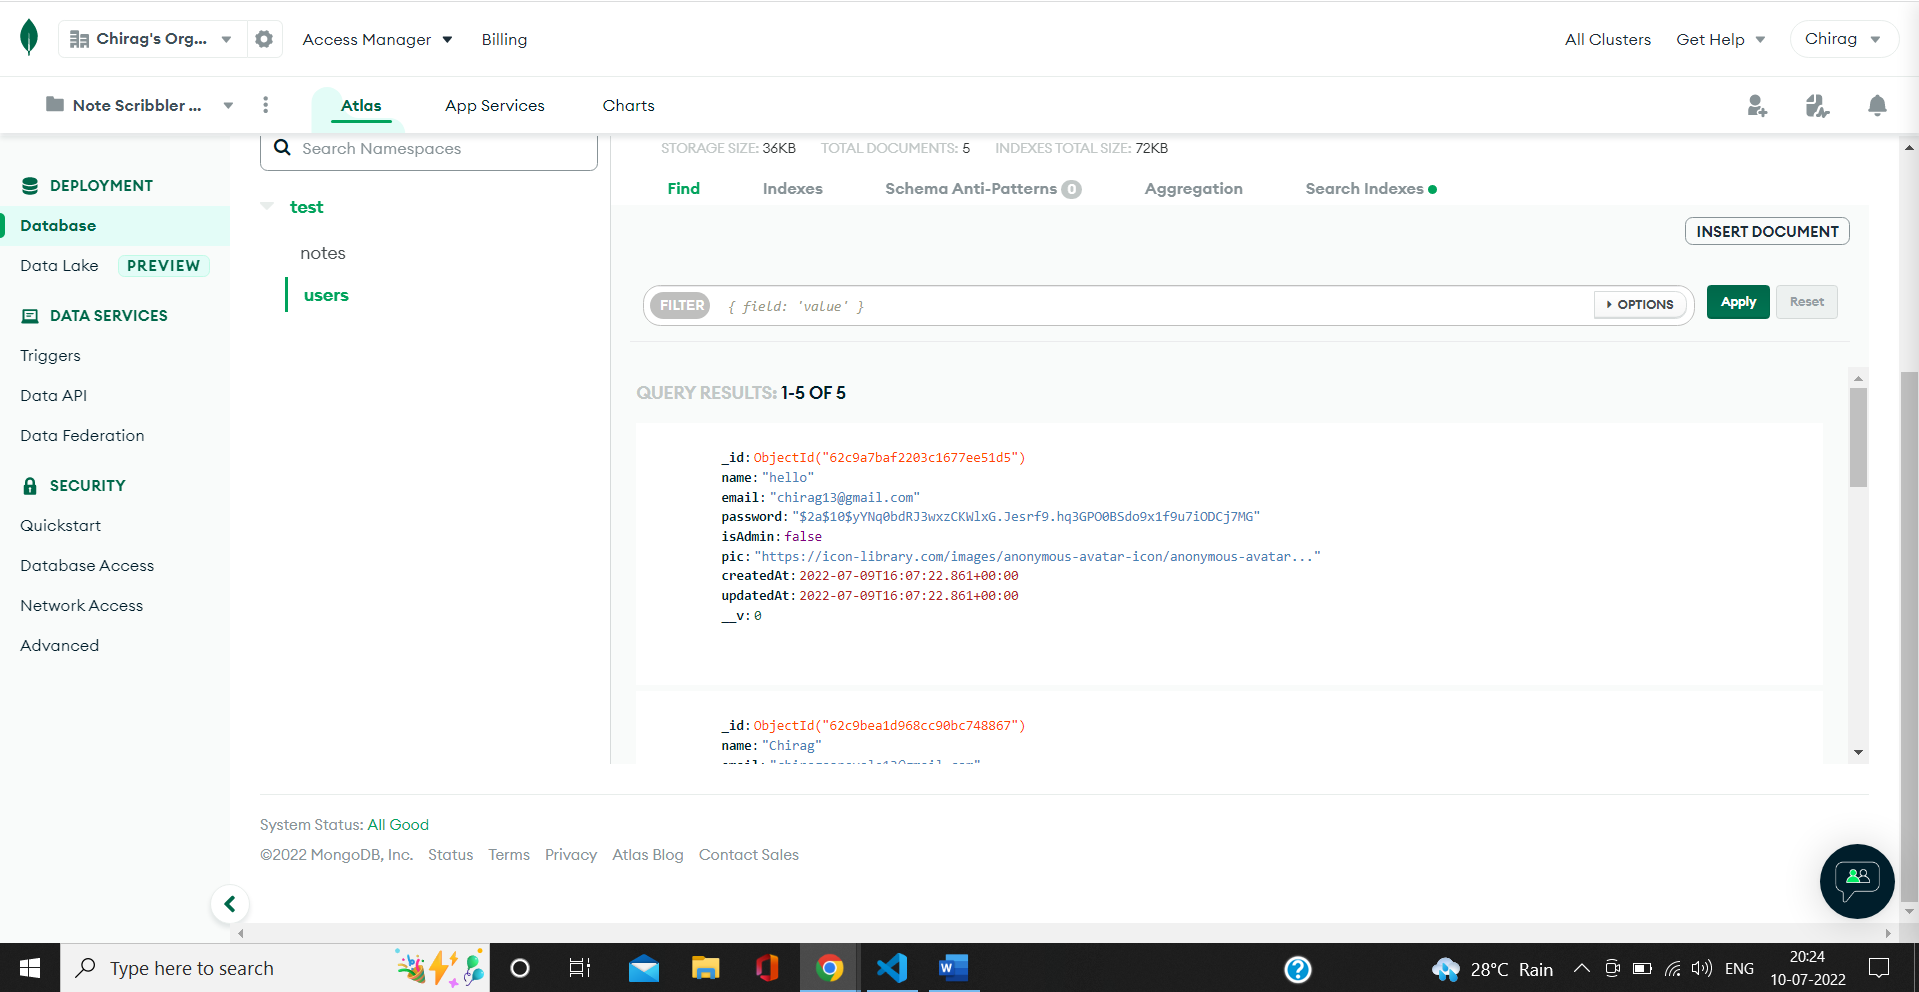 Chirag's Org...
Access Manager
Billing
All Clusters
Get Help
Chirag
Note Scribbler ...
Atlas
App Services
Charts
Search Namespaces
STORAGE SIZE: 36KB
TOTAL DOCUMENTS: 5
INDEXES TOTAL SIZE: 72KB
DEPLOYMENT
Database
Data Lake
PREVIEW
DATA SERVICES
Triggers
Data API
Data Federation
SECURITY
Quickstart
Database Access
Network Access
Advanced
test
notes
users
Find
Indexes
Schema Anti-Patterns 0
Aggregation
Search Indexes
INSERT DOCUMENT
FILTER
{ field: 'value' }
OPTIONS
Apply
Reset
QUERY RESULTS: 1-5 OF 5
_id: ObjectId("62c9a7baf2203c1677ee51d5")
name: "hello"
email: "chirag13@gmail.com"
password: "$2a$10$yYNq0bdRJ3wxzCKWlxG.Jesrf9.hq3GPO0BSdo9x1f9u7iODCj7MG"
isAdmin: false
pic: "https://icon-library.com/images/anonymous-avatar-icon/anonymous-avatar..."
createdAt: 2022-07-09T16:07:22.861+00:00
updatedAt: 2022-07-09T16:07:22.861+00:00
__v: 0
_id: ObjectId("62c9bea1d968cc90bc748867")
name: "Chirag"
System Status: All Good
©2022 MongoDB, Inc.
Status
Terms
Privacy
Atlas Blog
Contact Sales
Type here to search
28°C Rain
ENG
20:24
10-07-2022